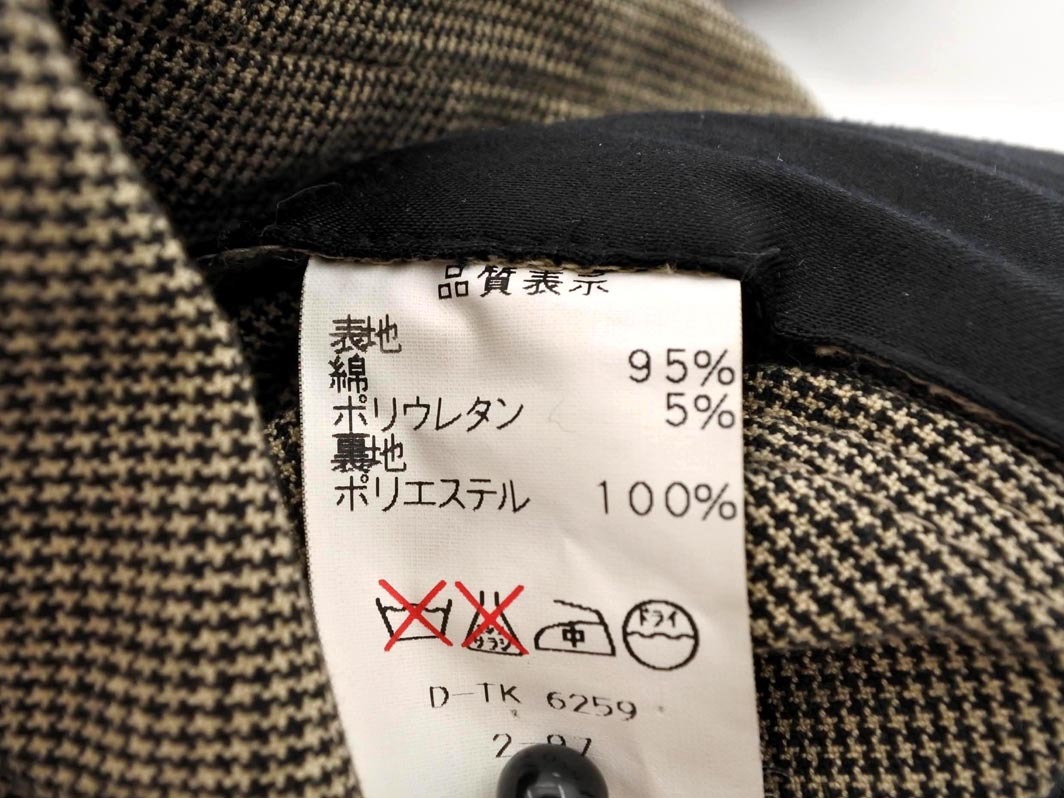 品質表示
表地
綿 95%
ポリウレタン 5%
裏地
ポリエステル 100%
中 ドライ
D-TK 6259